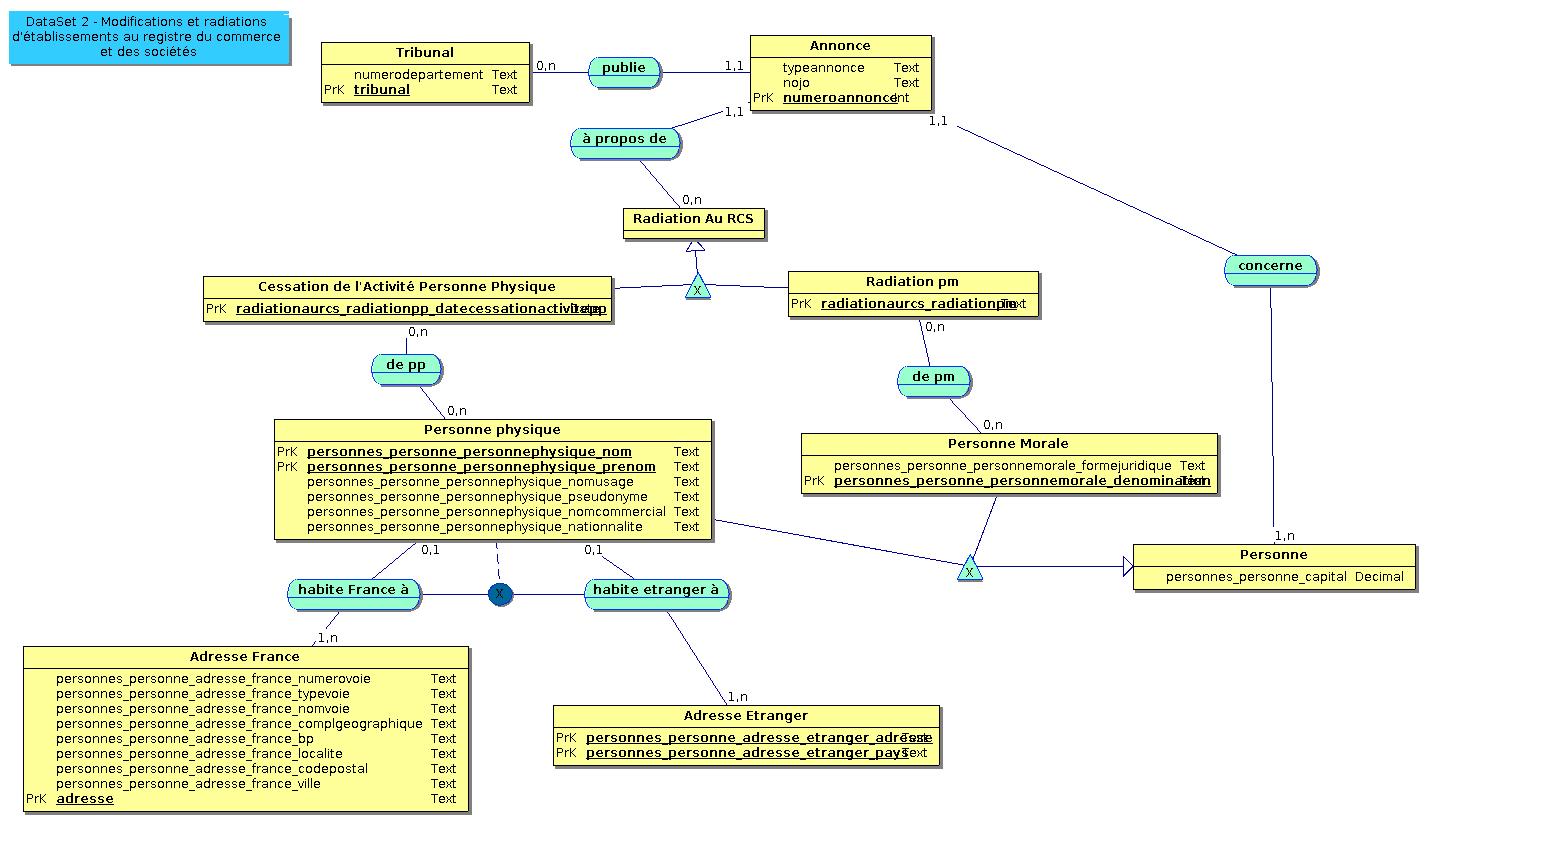 DataSet 2 - Modifications et radiations
d'établissements au registre du commerce
et des sociétés
Tribunal
numerodepartement Text
PrK tribunal Text
0,n
publie
1,1
Annonce
typeannonce Text
nojo Text
PrK numeroannonce Int
1,1
à propos de
0,n
1,1
concerne
1,n
Radiation Au RCS
X
Cessation de l'Activité Personne Physique
PrK radiationaurcs_radiationpp_datecessationactivitepp Date
Radiation pm
PrK radiationaurcs_radiationpm Text
0,n
de pp
0,n
0,n
de pm
0,n
Personne physique
PrK personnes_personne_personnephysique_nom Text
PrK personnes_personne_personnephysique_prenom Text
personnes_personne_personnephysique_nomusage Text
personnes_personne_personnephysique_pseudonyme Text
personnes_personne_personnephysique_nomcommercial Text
personnes_personne_personnephysique_nationnalite Text
Personne Morale
personnes_personne_personnemorale_formejuridique Text
PrK personnes_personne_personnemorale_denomination Text
X
Personne
personnes_personne_capital Decimal
0,1
habite France à
1,n
X
0,1
habite etranger à
1,n
Adresse France
personnes_personne_adresse_france_numerovoie Text
personnes_personne_adresse_france_typevoie Text
personnes_personne_adresse_france_nomvoie Text
personnes_personne_adresse_france_complgeographique Text
personnes_personne_adresse_france_bp Text
personnes_personne_adresse_france_localite Text
personnes_personne_adresse_france_codepostal Text
personnes_personne_adresse_france_ville Text
PrK adresse Text
Adresse Etranger
PrK personnes_personne_adresse_etranger_adresse Text
PrK personnes_personne_adresse_etranger_pays Text